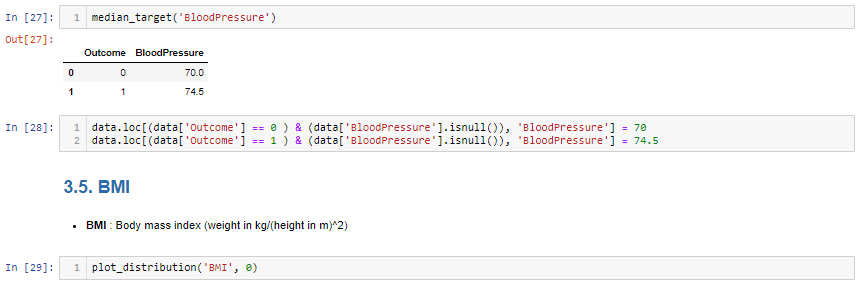 In [27]: 1 median_target('BloodPressure')
Out[27]:
Outcome BloodPressure
0 0 70.0
1 1 74.5
In [28]: 1 data.loc[(data['Outcome'] == 0 ) & (data['BloodPressure'].isnull()), 'BloodPressure'] = 70
2 data.loc[(data['Outcome'] == 1 ) & (data['BloodPressure'].isnull()), 'BloodPressure'] = 74.5
3.5. BMI
• BMI : Body mass index (weight in kg/(height in m)^2)
In [29]: 1 plot_distribution('BMI', 0)